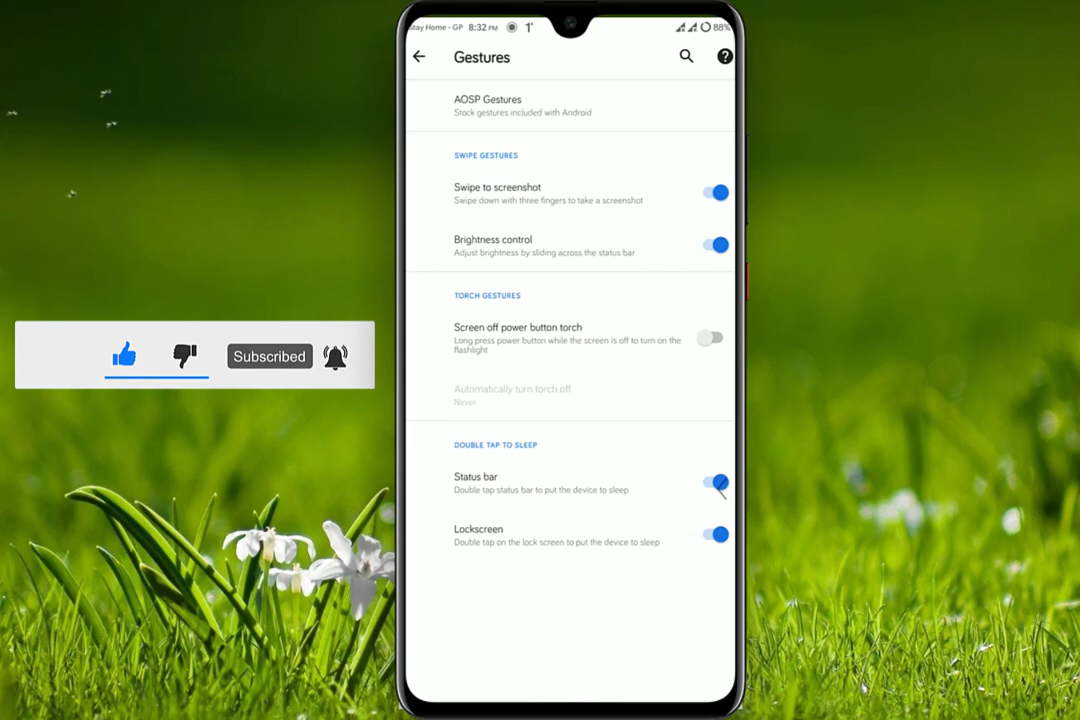 Stay Home - GP 8:32 PM 1' 88%
Gestures
AOSP Gestures
Stock gestures included with Android
SWIPE GESTURES
Swipe to screenshot
Swipe down with three fingers to take a screenshot
Brightness control
Adjust brightness by sliding across the status bar
TORCH GESTURES
Screen off power button torch
Long press power button while the screen is off to turn on the
flashlight
Automatically turn torch off
Never
DOUBLE TAP TO SLEEP
Status bar
Double tap status bar to put the device to sleep
Lockscreen
Double tap on the lock screen to put the device to sleep
Subscribed